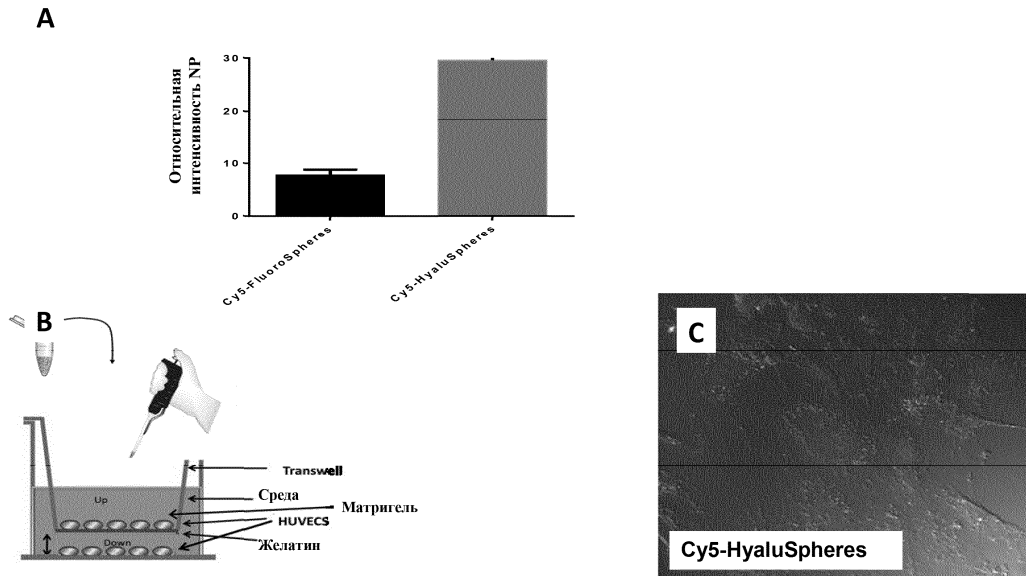 A
Относительная
интенсивность NP
30
20
10
0
Cy5-FluoroSpheres
Cy5-HyaluSpheres
B
Up
Down
Transwell
Среда
Матригель
HUVECS
Желатин
C
Cy5-HyaluSpheres